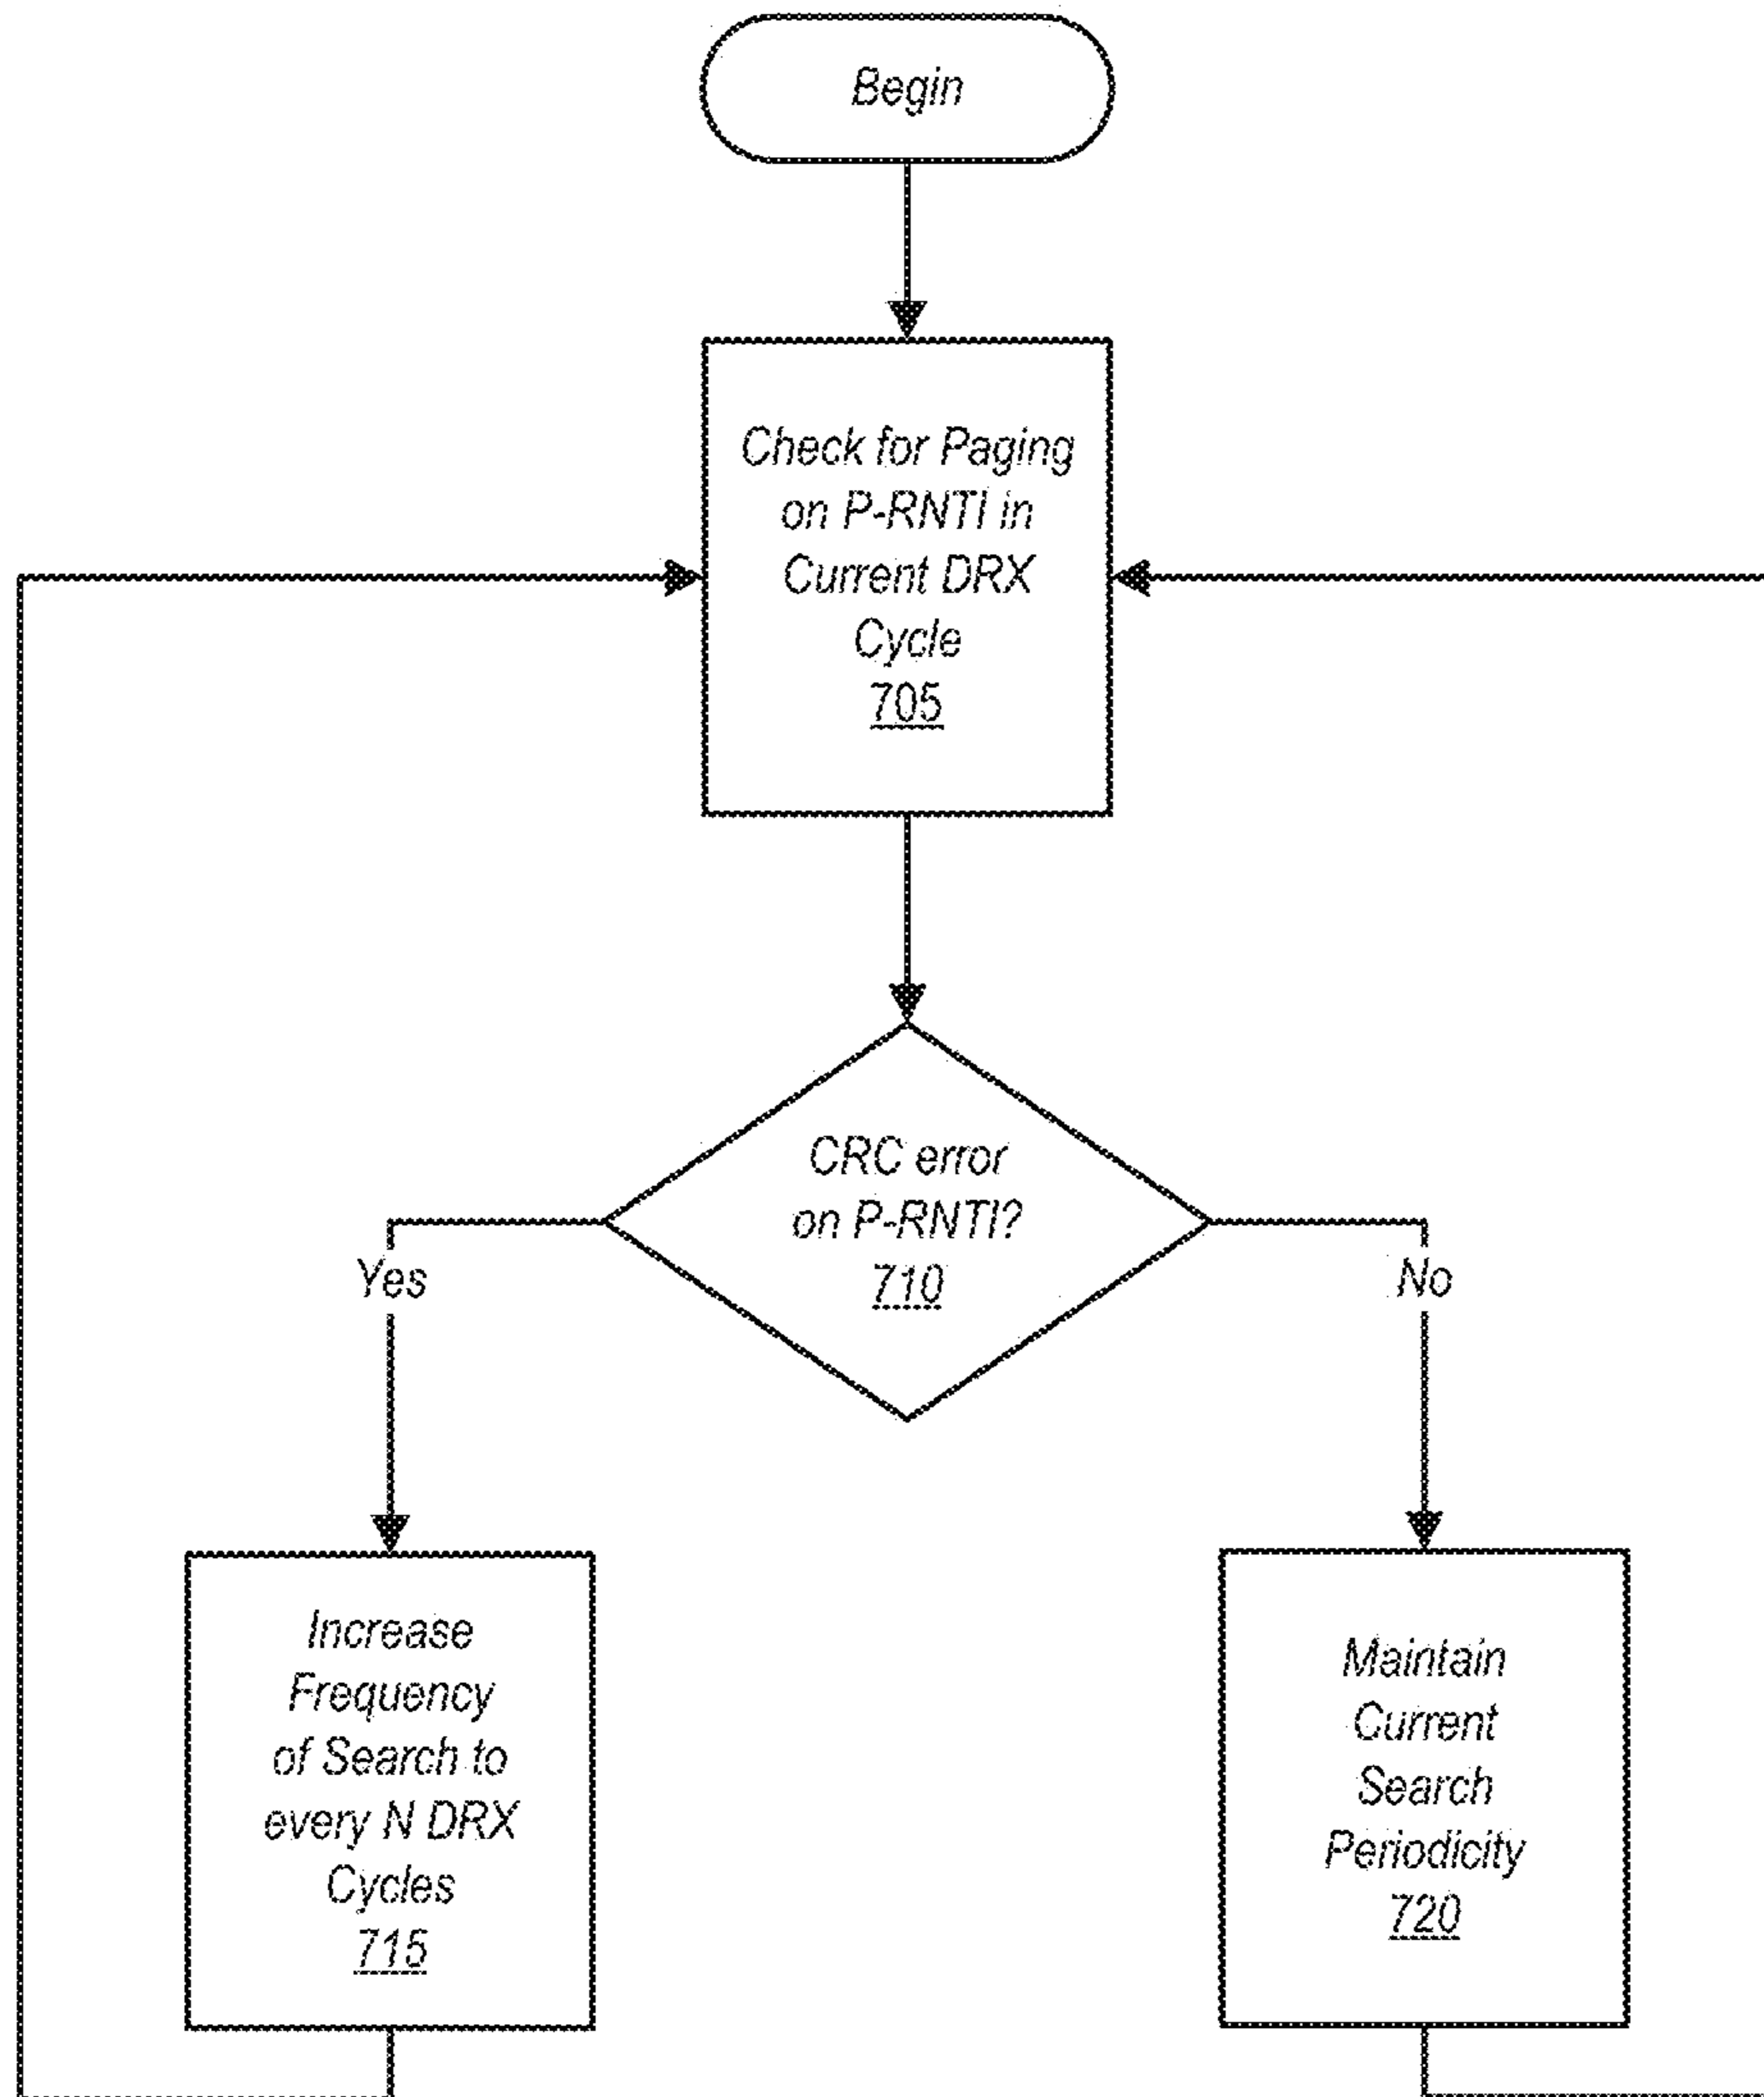 Begin
Check for Paging
on P-RNTI in
Current DRX
Cycle
705
CRC error
on P-RNTI?
710
Yes
No
Increase
Frequency
of Search to
every N DRX
Cycles
715
Maintain
Current
Search
Periodicity
720